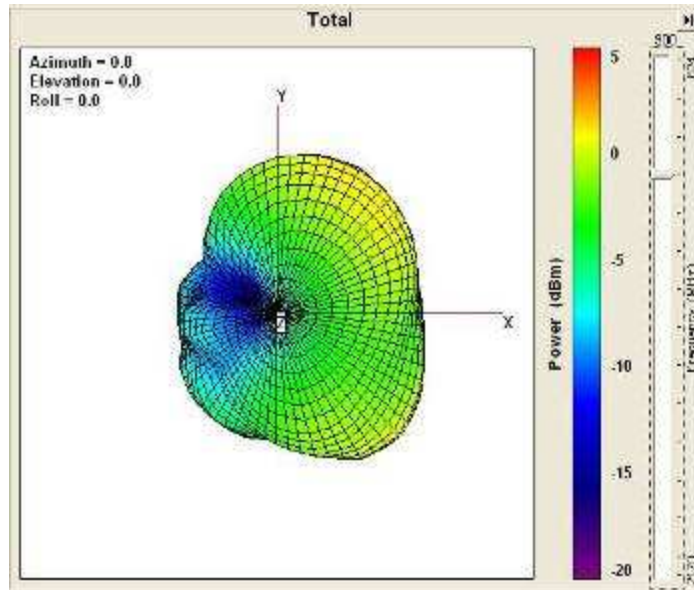 Total
Azimuth = 0.0
Elevation = 0.0
Roll = 0.0
Y
X
Power (dBm)
5
0
-5
-10
-15
-20